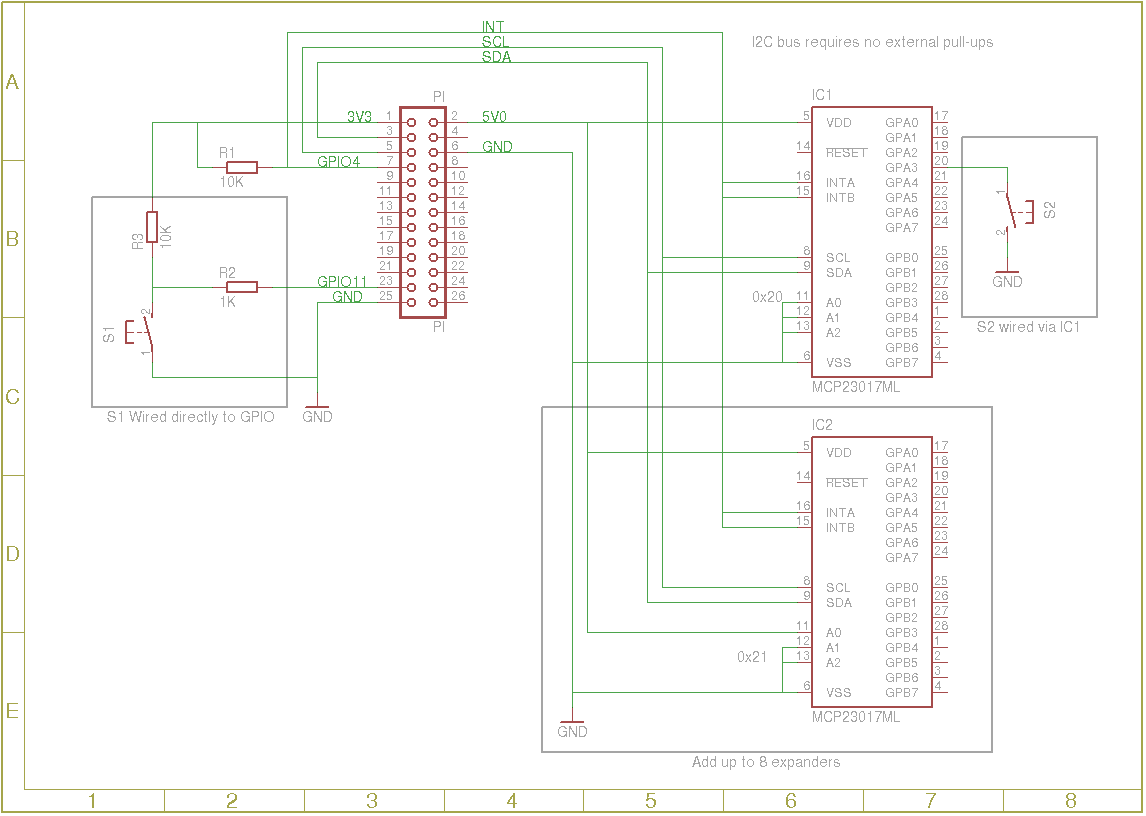 INT
SCL
SDA
I2C bus requires no external pull-ups
A
B
C
D
E
PI
3V3
1
2
5V0
3
4
5
6
GND
GPIO4
7
8
9
10
11
12
13
14
15
16
17
18
19
20
21
22
GPIO11
23
24
GND
25
26
PI
R1
10K
R3
10K
R2
1K
S1
2
1
S1 Wired directly to GPIO
GND
IC1
5 VDD GPA0 17
GPA1 18
14 RESET GPA2 19
GPA3 20
16 INTA GPA4 21
15 INTB GPA5 22
GPA6 23
GPA7 24
8 SCL GPB0 25
9 SDA GPB1 26
GPB2 27
0x20 11 A0 GPB3 28
12 A1 GPB4 1
13 A2 GPB5 2
GPB6 3
6 VSS GPB7 4
MCP23017ML
1
S2
2
GND
S2 wired via IC1
IC2
5 VDD GPA0 17
GPA1 18
14 RESET GPA2 19
GPA3 20
16 INTA GPA4 21
15 INTB GPA5 22
GPA6 23
GPA7 24
8 SCL GPB0 25
9 SDA GPB1 26
GPB2 27
11 A0 GPB3 28
12 A1 GPB4 1
0x21 13 A2 GPB5 2
GPB6 3
6 VSS GPB7 4
MCP23017ML
GND
Add up to 8 expanders
1 2 3 4 5 6 7 8